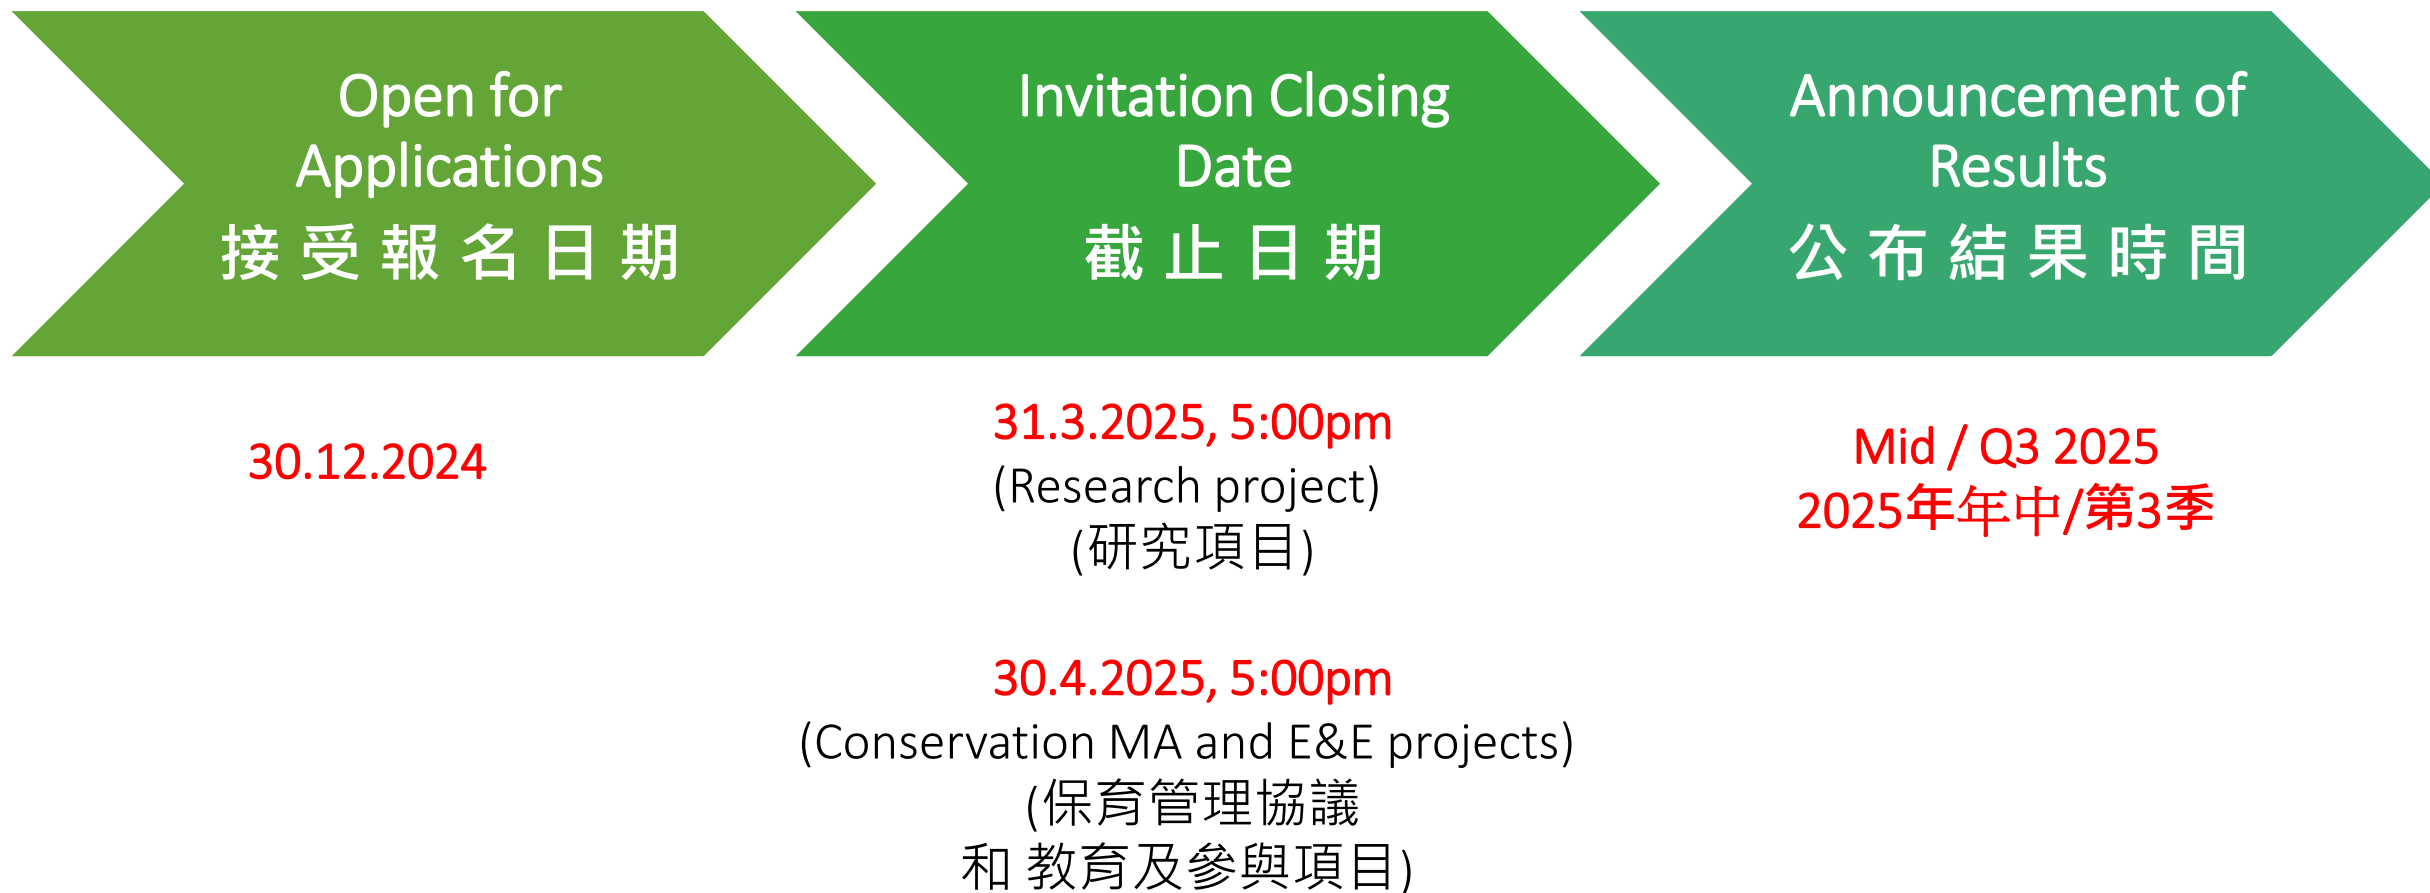 Open for
Applications
接受報名日期
Invitation Closing
Date
截止日期
Announcement of
Results
公布結果時間
30.12.2024
31.3.2025, 5:00pm
(Research project)
(研究項目)
30.4.2025, 5:00pm
(Conservation MA and E&E projects)
(保育管理協議
和 教育及參與項目)
Mid / Q3 2025
2025年年中/第3季